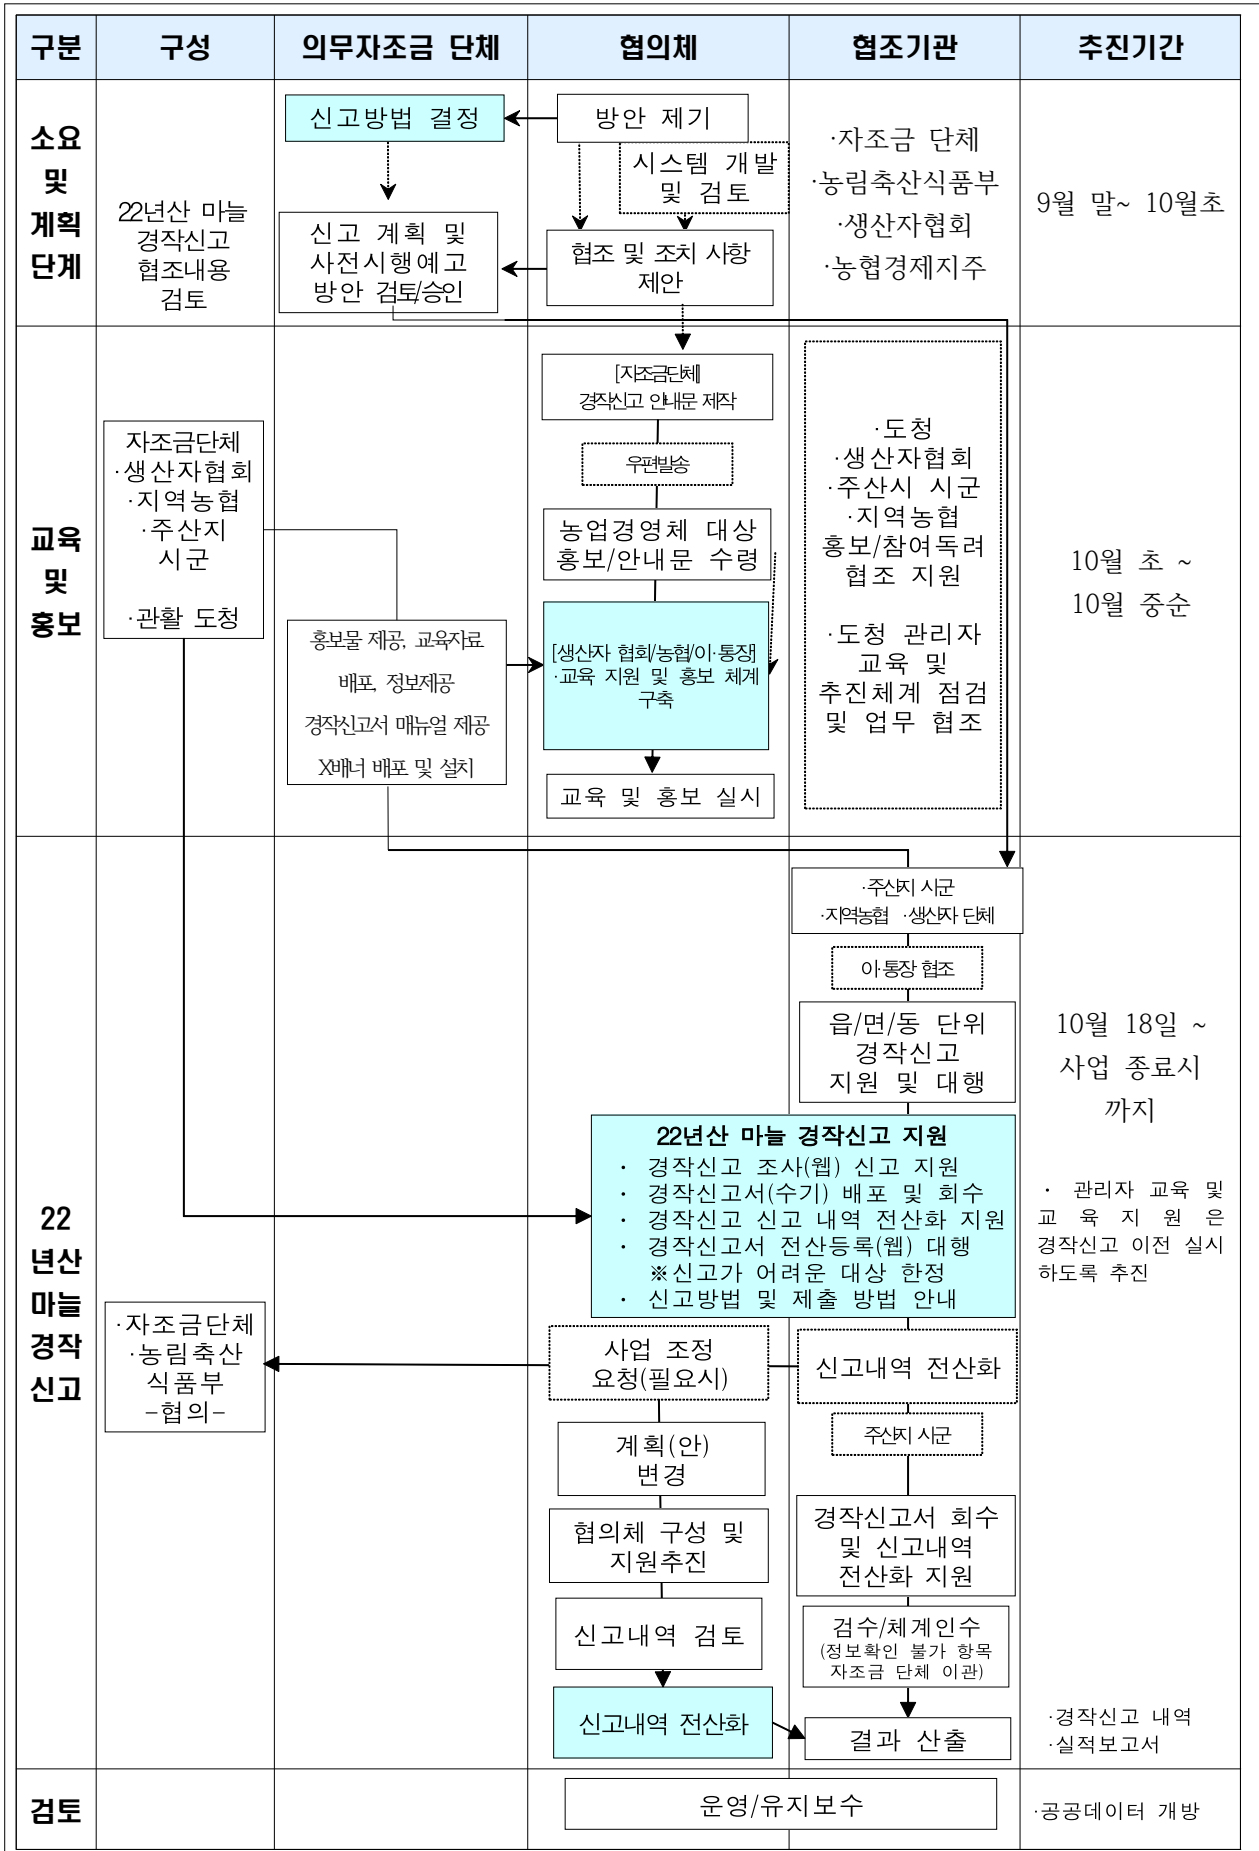 구분
구성
의무자조금 단체
협의체
협조기관
추진기간
소요
및
계획
단계
22년산 마늘
경작신고
협조내용
검토
신고방법 결정
신고 계획 및
사전시행예고
방안 검토/승인
방안 제기
시스템 개발
및 검토
협조 및 조치 사항
제안
·자조금 단체
·농림축산식품부
·생산자협회
·농협경제지주
9월 말~ 10월초
교육
및
홍보
자조금단체
·생산자협회
·지역농협
·주산지
시군
·관활 도청
홍보물 제공, 교육자료
배포, 정보제공
경작신고서 매뉴얼 제공
X배너 배포 및 설치
[자조금단체]
경작신고 안내문 제작
우편발송
농업경영체 대상
홍보/안내문 수령
[생산자 협회/농협/이·통장]
·교육 지원 및 홍보 체계
구축
교육 및 홍보 실시
·도청
·생산자협회
·주산시 시군
·지역농협
홍보/참여독려
협조 지원
·도청 관리자
교육 및
추진체계 점검
및 업무 협조
10월 초 ~
10월 중순
22
년산
마늘
경작
신고
·주산지 시군
·지역농협 ·생산자 단체
이·통장 협조
읍/면/동 단위
경작신고
지원 및 대행
22년산 마늘 경작신고 지원
· 경작신고 조사(웹) 신고 지원
· 경작신고서(수기) 배포 및 회수
· 경작신고 신고 내역 전산화 지원
· 경작신고서 전산등록(웹) 대행
※신고가 어려운 대상 한정
· 신고방법 및 제출 방법 안내
·자조금단체
·농림축산
식품부
-협의-
사업 조정
요청(필요시)
신고내역 전산화
주산지 시군
계획(안)
변경
협의체 구성 및
지원추진
신고내역 검토
신고내역 전산화
경작신고서 회수
및 신고내역
전산화 지원
검수/체계인수
(정보확인 불가 항목
자조금 단체 이관)
결과 산출
10월 18일 ~
사업 종료시
까지
· 관리자 교육 및
교 육 지 원 은
경작신고 이전 실시
하도록 추진
·경작신고 내역
·실적보고서
검토
운영/유지보수
·공공데이터 개방